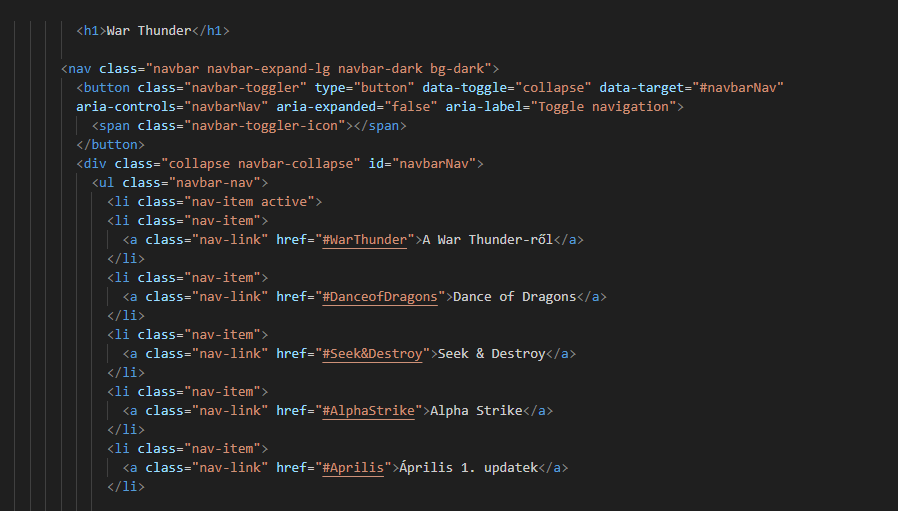 <h1>War Thunder</h1>
<nav class="navbar navbar-expand-lg navbar-dark bg-dark">
<button class="navbar-toggler" type="button" data-toggle="collapse" data-target="#navbarNav"
aria-controls="navbarNav" aria-expanded="false" aria-label="Toggle navigation">
<span class="navbar-toggler-icon"></span>
</button>
<div class="collapse navbar-collapse" id="navbarNav">
<ul class="navbar-nav">
<li class="nav-item active">
<li class="nav-item">
<a class="nav-link" href="#WarThunder">A War Thunder-ről</a>
</li>
<li class="nav-item">
<a class="nav-link" href="#DanceofDragons">Dance of Dragons</a>
</li>
<li class="nav-item">
<a class="nav-link" href="#Seek&Destroy">Seek & Destroy</a>
</li>
<li class="nav-item">
<a class="nav-link" href="#AlphaStrike">Alpha Strike</a>
</li>
<li class="nav-item">
<a class="nav-link" href="#Aprilis">Április 1. updatek</a>
</li>